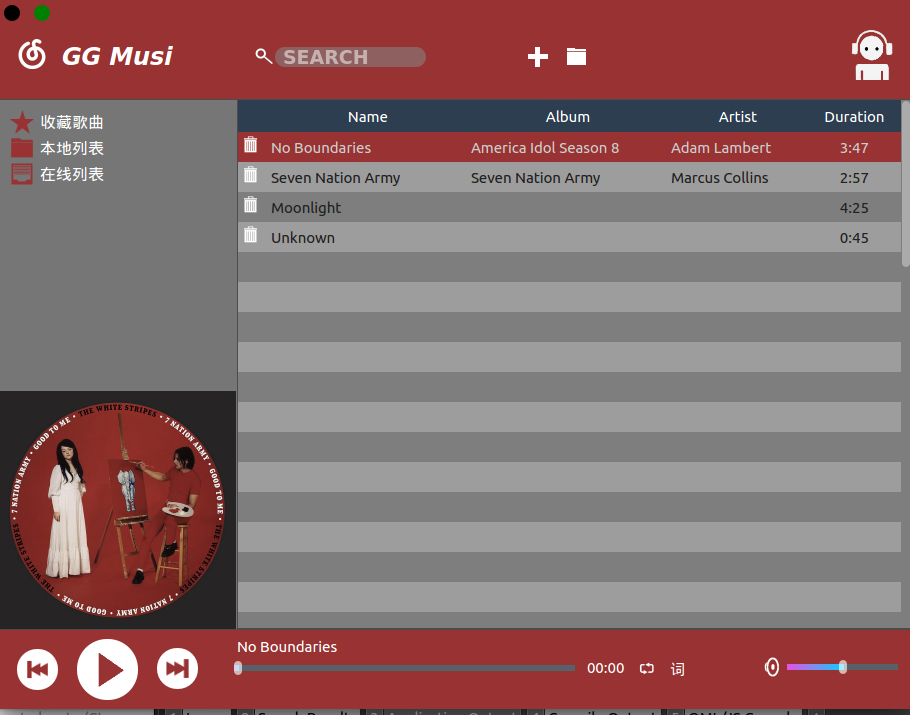 GG Musi
SEARCH
收藏歌曲
本地列表
在线列表
Name Album Artist Duration
No Boundaries America Idol Season 8 Adam Lambert 3:47
Seven Nation Army Seven Nation Army Marcus Collins 2:57
Moonlight 4:25
Unknown 0:45
THE WHITE STRIPES • 7 NATION ARMY • GOOD TO ME • THE WHITE STRIPES • 7 NATION ARMY • GOOD TO ME • THE WHITE STRIPES • 7 NATION ARMY • GOOD TO ME •
No Boundaries
00:00 词